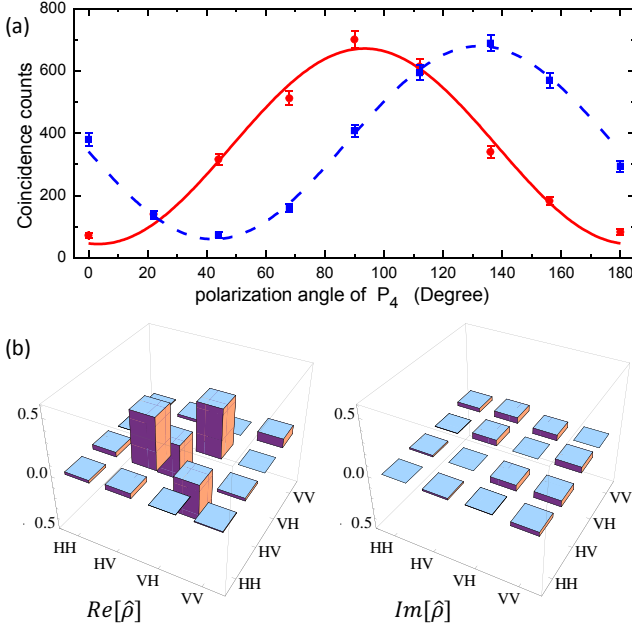 (a)
Coincidence counts
800
600
400
200
0
0 20 40 60 80 100 120 140 160 180
polarization angle of P4 (Degree)
(b)
0.5
0.0
0.5
HH
HV
VH
VV
HH
HV
VH
VV
Re[ρ̂]
0.5
0.0
0.5
HH
HV
VH
VV
HH
HV
VH
VV
Im[ρ̂]